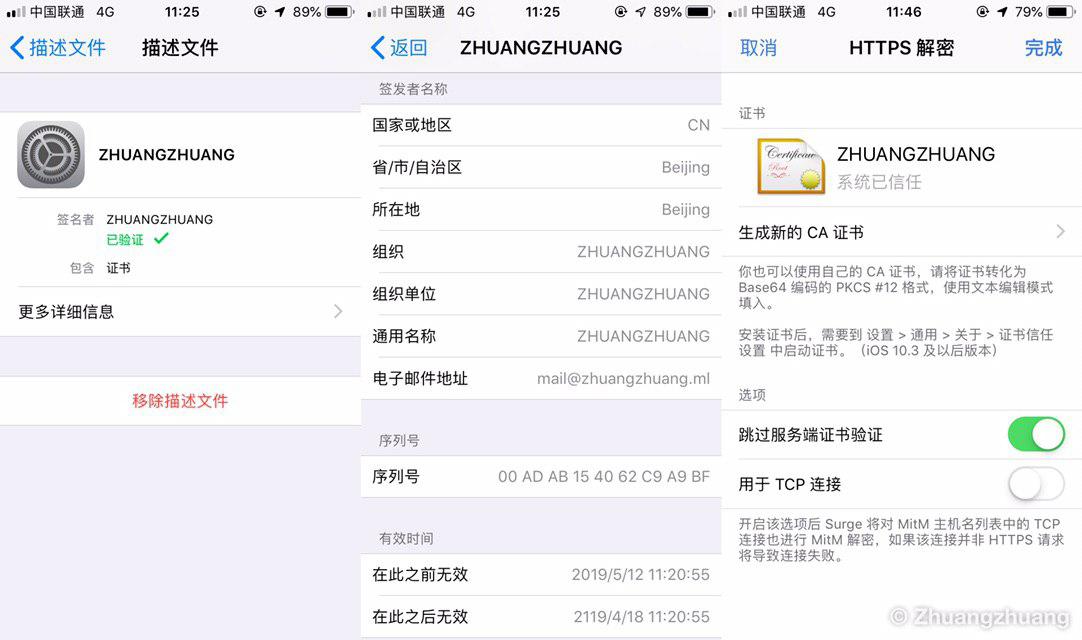 中国联通 4G 11:25 89%
描述文件 描述文件
ZHUANGZHUANG
签名者 ZHUANGZHUANG
已验证
包含 证书
更多详细信息
移除描述文件
中国联通 4G 11:25 89%
返回 ZHUANGZHUANG
签发者名称
国家或地区 CN
省/市/自治区 Beijing
所在地 Beijing
组织 ZHUANGZHUANG
组织单位 ZHUANGZHUANG
通用名称 ZHUANGZHUANG
电子邮件地址 mail@zhuangzhuang.ml
序列号
序列号 00 AD AB 15 40 62 C9 A9 BF
有效时间
在此之前无效 2019/5/12 11:20:55
在此之后无效 2119/4/18 11:20:55
中国联通 4G 11:46 79%
取消 HTTPS 解密 完成
证书
Certificate
Root
ZHUANGZHUANG
系统已信任
生成新的 CA 证书
你也可以使用自己的 CA 证书，请将证书转化为
Base64 编码的 PKCS #12 格式，使用文本编辑模式
填入。
安装证书后，需要到 设置 > 通用 > 关于 > 证书信任
设置 中启动证书。（iOS 10.3 及以后版本）
选项
跳过服务端证书验证
用于 TCP 连接
开启该选项后 Surge 将对 MitM 主机名列表中的 TCP
连接也进行 MitM 解密，如果该连接并非 HTTPS 请求
将导致连接失败。
© Zhuangzhuang